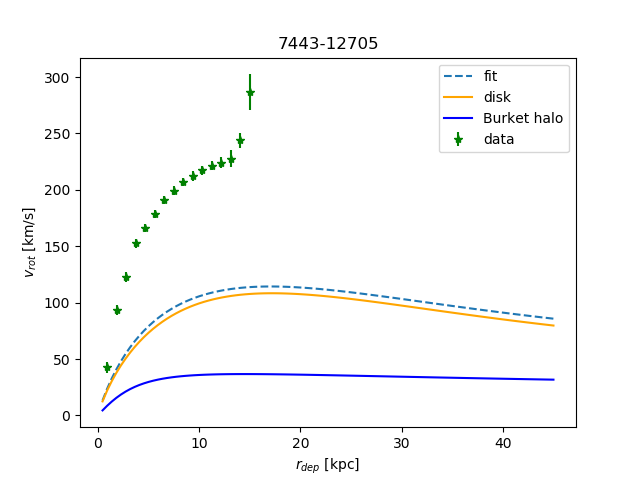 7443-12705
300
250
200
150
100
50
0
v_rot [km/s]
fit
disk
Burket halo
data
0 10 20 30 40
r_dep [kpc]